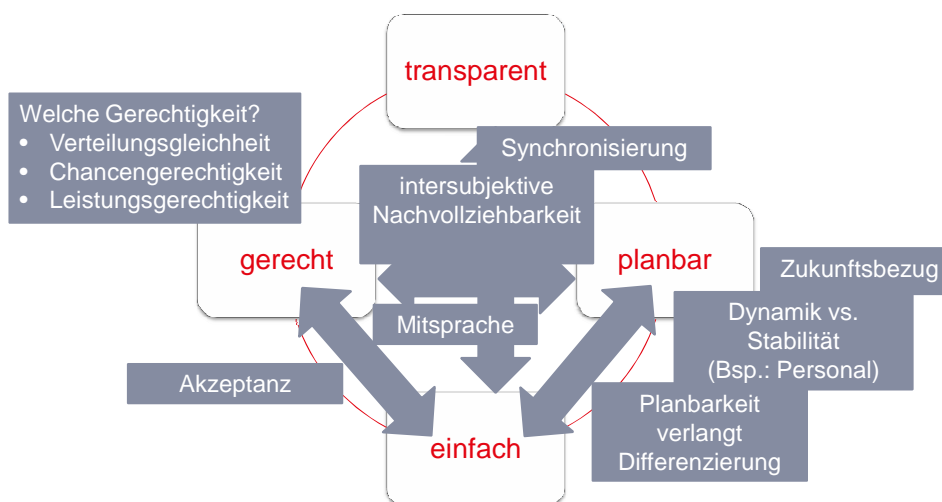 transparent
Welche Gerechtigkeit?
• Verteilungsgleichheit
• Chancengerechtigkeit
• Leistungsgerechtigkeit
Synchronisierung
intersubjektive
Nachvollziehbarkeit
gerecht
planbar
Zukunftsbezug
Mitsprache
Dynamik vs.
Stabilität
(Bsp.: Personal)
Akzeptanz
Planbarkeit
verlangt
Differenzierung
einfach